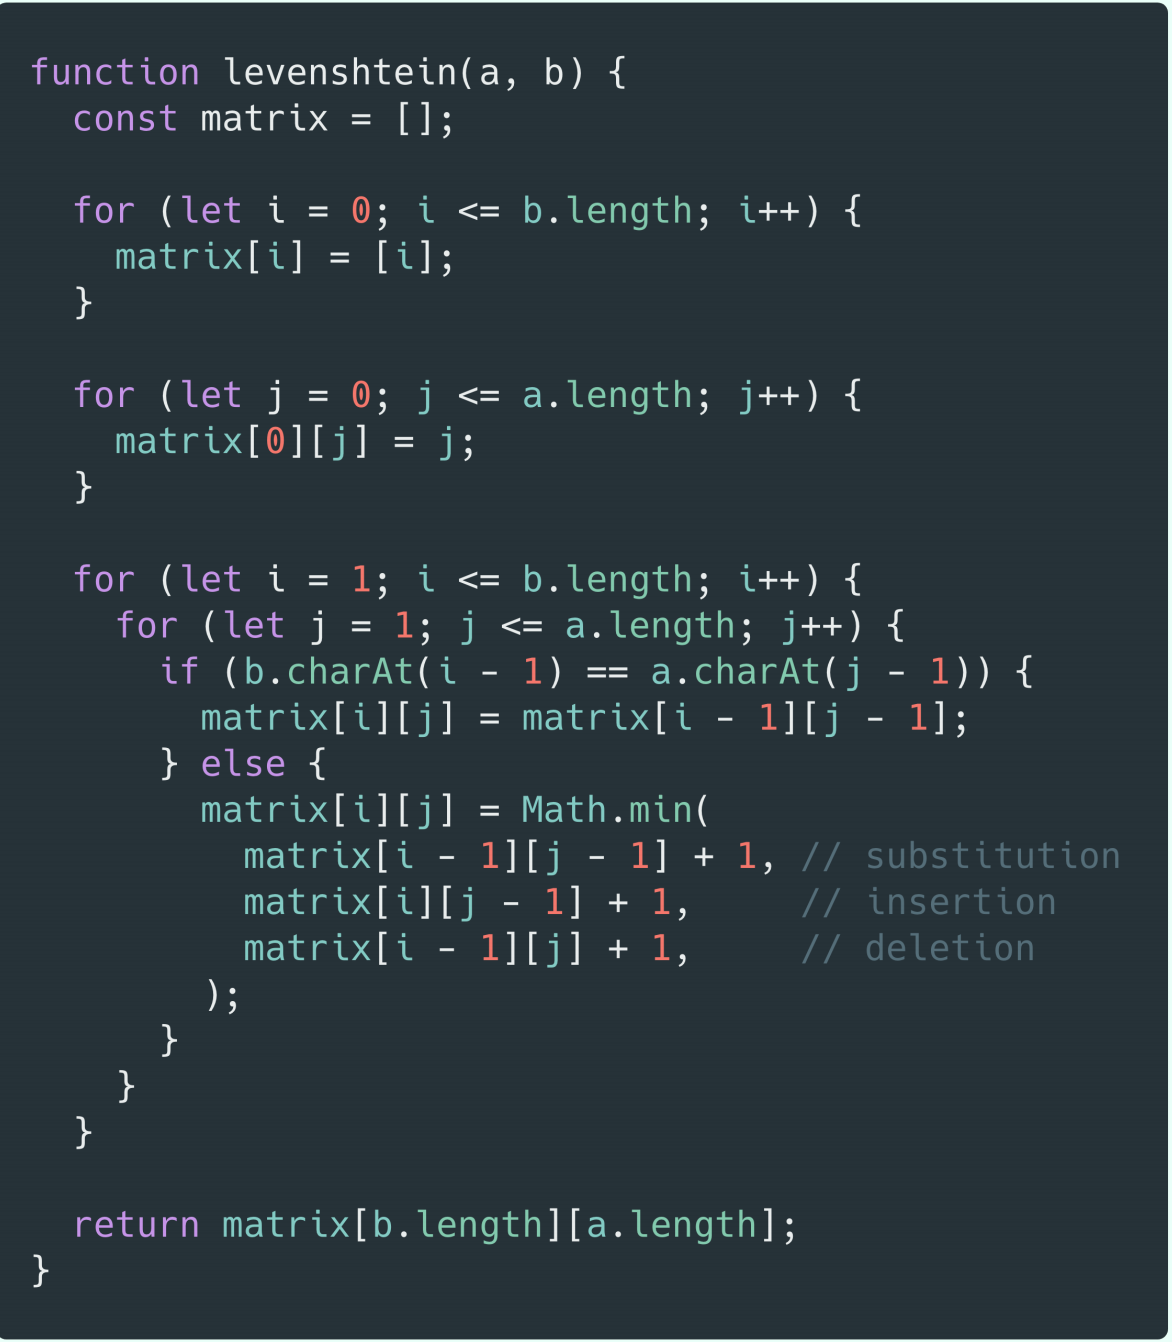 function levenshtein(a, b) {
  const matrix = [];

  for (let i = 0; i <= b.length; i++) {
    matrix[i] = [i];
  }

  for (let j = 0; j <= a.length; j++) {
    matrix[0][j] = j;
  }

  for (let i = 1; i <= b.length; i++) {
    for (let j = 1; j <= a.length; j++) {
      if (b.charAt(i - 1) == a.charAt(j - 1)) {
        matrix[i][j] = matrix[i - 1][j - 1];
      } else {
        matrix[i][j] = Math.min(
          matrix[i - 1][j - 1] + 1, // substitution
          matrix[i][j - 1] + 1,     // insertion
          matrix[i - 1][j] + 1,     // deletion
        );
      }
    }
  }

  return matrix[b.length][a.length];
}